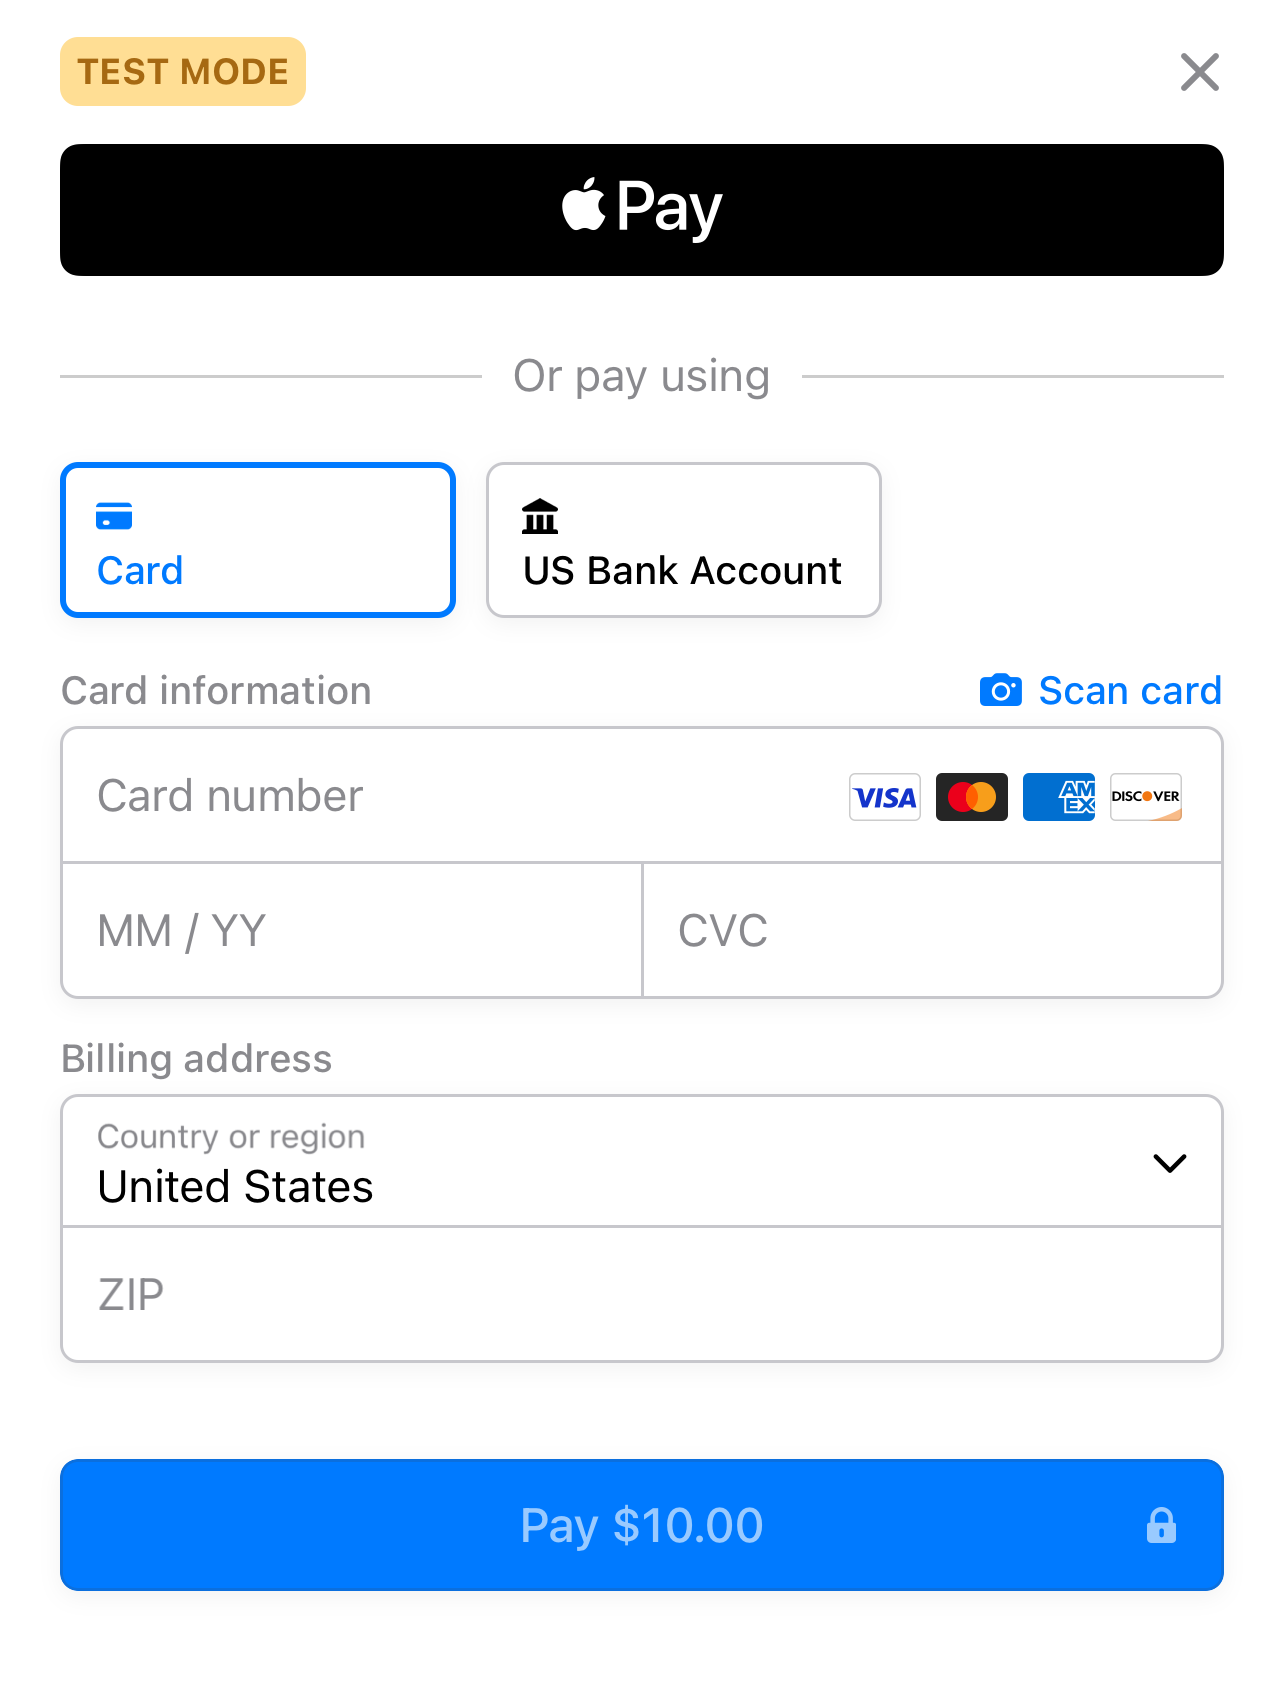 TEST MODE
Pay
Or pay using
Card
US Bank Account
Card information
Scan card
Card number
VISA
AM
EX
DISCOVER
MM / YY
CVC
Billing address
Country or region
United States
ZIP
Pay $10.00